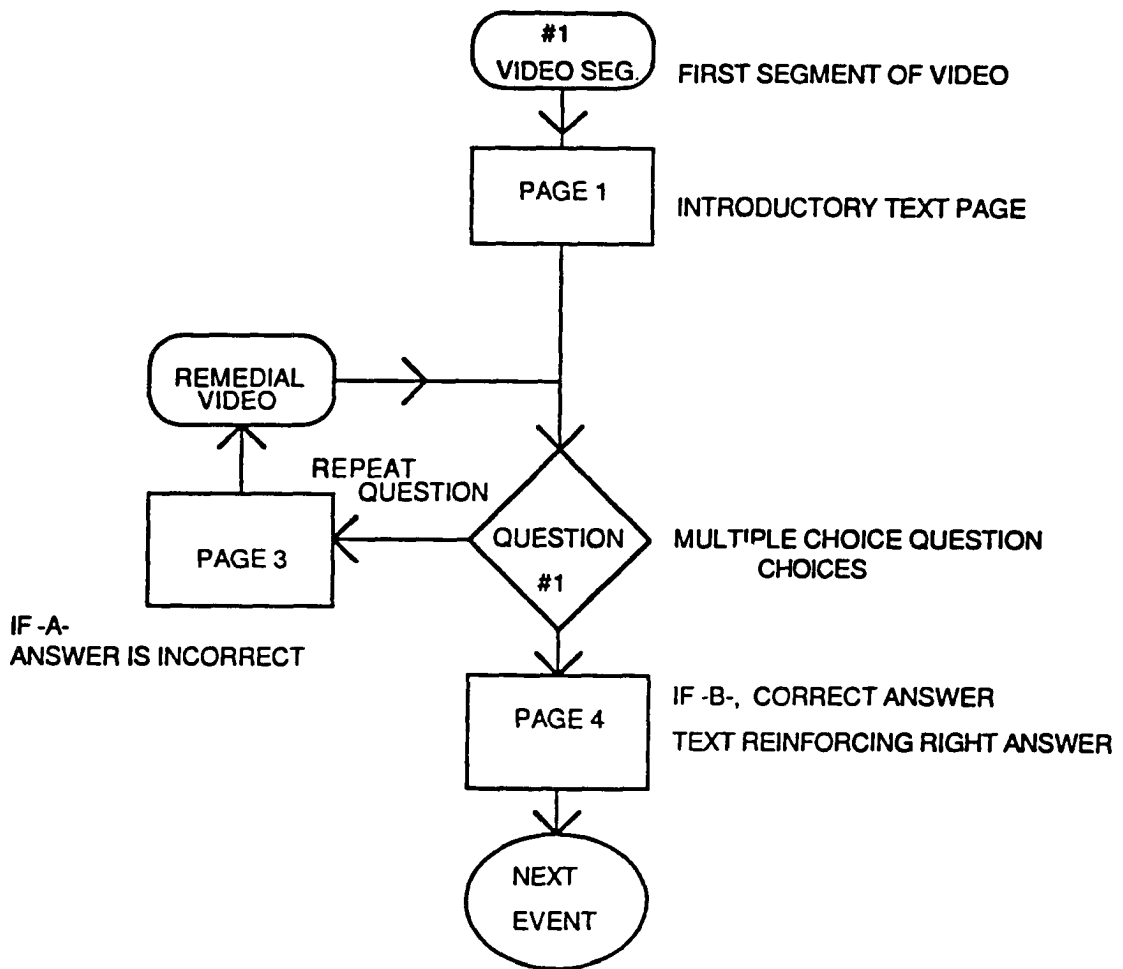 #1
VIDEO SEG.
FIRST SEGMENT OF VIDEO
PAGE 1
INTRODUCTORY TEXT PAGE
REMEDIAL
VIDEO
REPEAT
QUESTION
PAGE 3
QUESTION
#1
MULTIPLE CHOICE QUESTION
CHOICES
IF -A-
ANSWER IS INCORRECT
PAGE 4
IF -B-, CORRECT ANSWER
TEXT REINFORCING RIGHT ANSWER
NEXT
EVENT